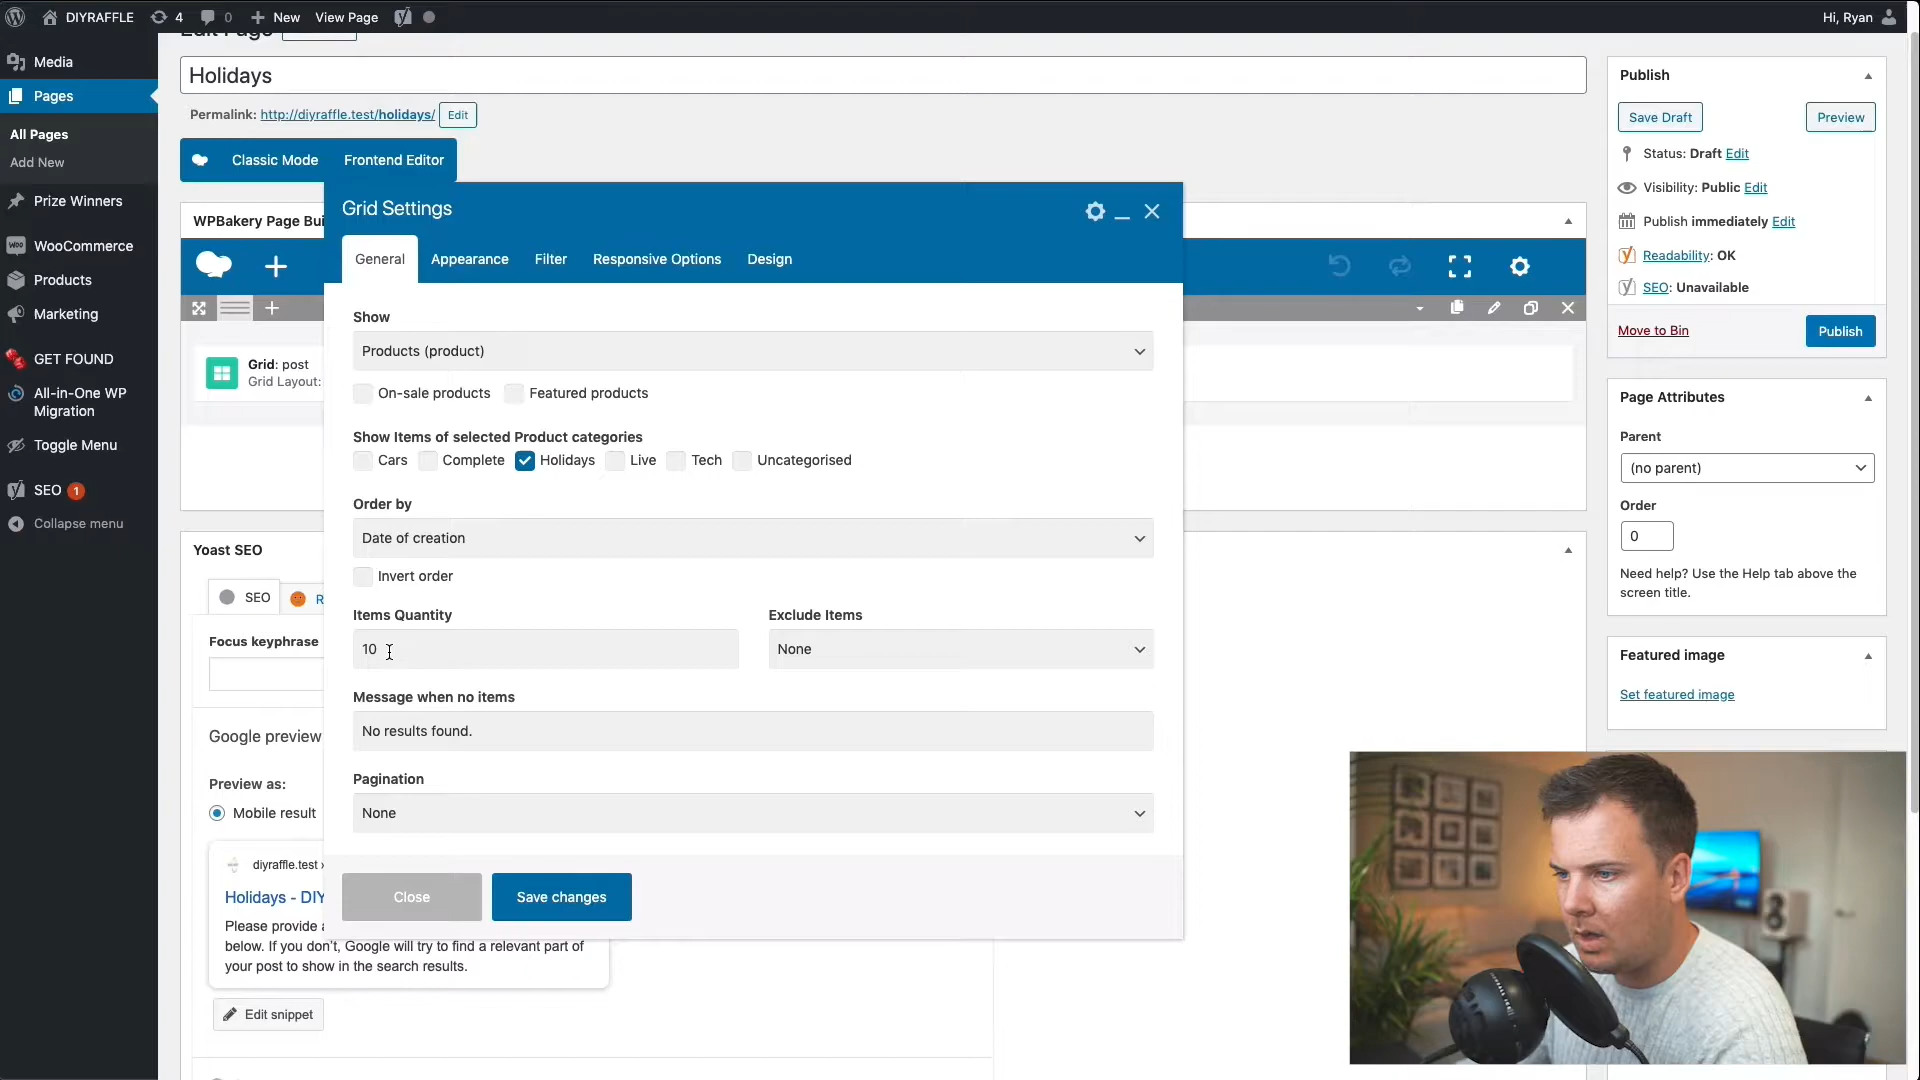 DIYRAFFLE
4
0
New
View Page
Hi, Ryan
Media
Pages
All Pages
Add New
Prize Winners
WooCommerce
Products
Marketing
GET FOUND
All-in-One WP
Migration
Toggle Menu
SEO 1
Collapse menu
Edit Page
Holidays
Permalink: http://diyraffle.test/holidays/ Edit
Classic Mode
Frontend Editor
WPBakery Page Bui
Grid: post
Grid Layout:
Yoast SEO
SEO
R
Focus keyphrase
Google preview
Preview as:
Mobile result
diyraffle.test ›
Holidays - DIY
Please provide a
below. If you don't, Google will try to find a relevant part of
your post to show in the search results.
Edit snippet
Grid Settings
General
Appearance
Filter
Responsive Options
Design
Show
Products (product)
On-sale products
Featured products
Show Items of selected Product categories
Cars
Complete
Holidays
Live
Tech
Uncategorised
Order by
Date of creation
Invert order
Items Quantity
10
Exclude Items
None
Message when no items
No results found.
Pagination
None
Close
Save changes
Publish
Save Draft
Preview
Status: Draft Edit
Visibility: Public Edit
Publish immediately Edit
Readability: OK
SEO: Unavailable
Move to Bin
Publish
Page Attributes
Parent
(no parent)
Order
0
Need help? Use the Help tab above the
screen title.
Featured image
Set featured image